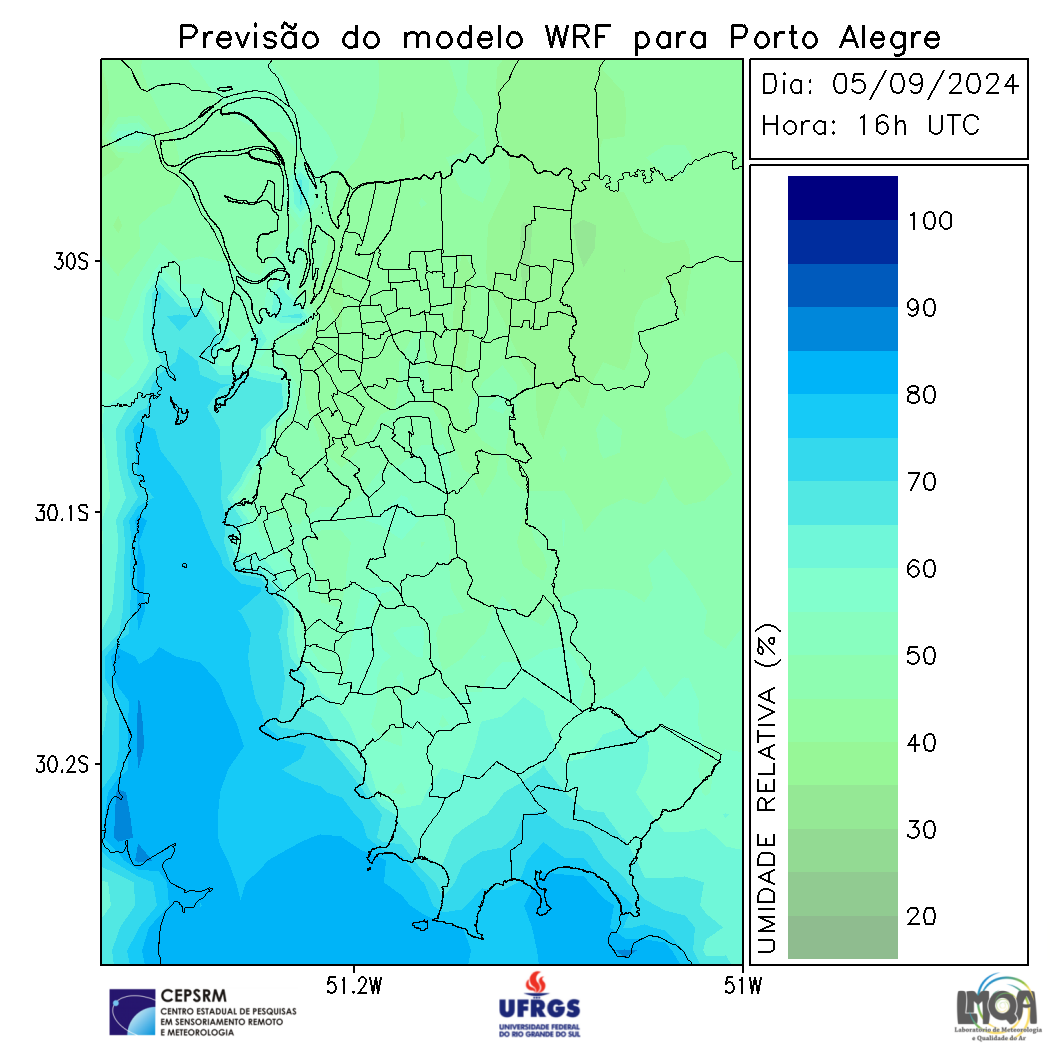 Previsão do modelo WRF para Porto Alegre
Dia: 05/09/2024
Hora: 16h UTC
30S
30.1S
30.2S
51.2W
51W
UMIDADE RELATIVA (%)
100
90
80
70
60
50
40
30
20
CEPSRM
CENTRO ESTADUAL DE PESQUISAS
EM SENSORIAMENTO REMOTO
E METEOROLOGIA
UFRGS
UNIVERSIDADE FEDERAL
DO RIO GRANDE DO SUL
LMQA
Laboratório de Meteorologia
e Qualidade do Ar